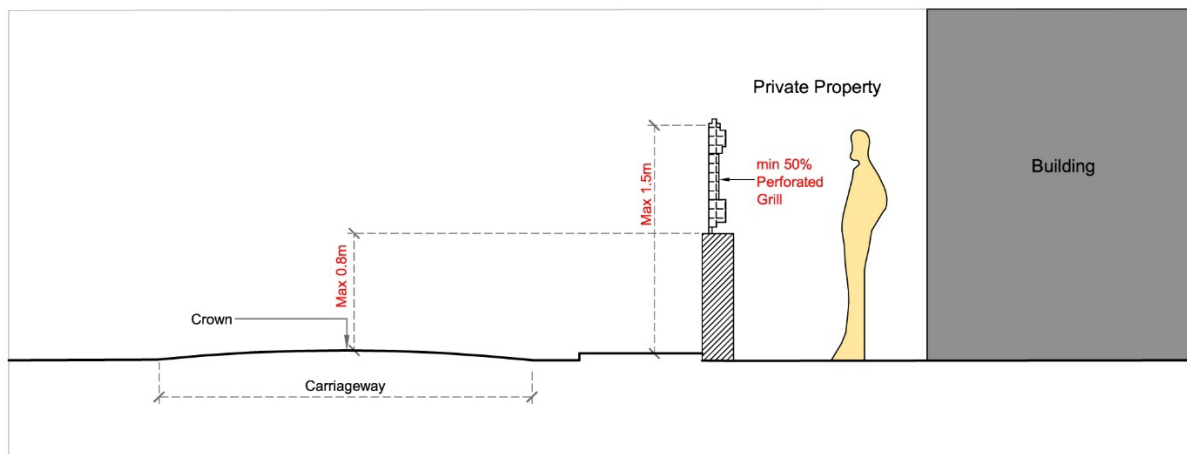 Private Property
Building
min 50%
Perforated
Grill
Max 1.5m
Max 0.8m
Crown
Carriageway